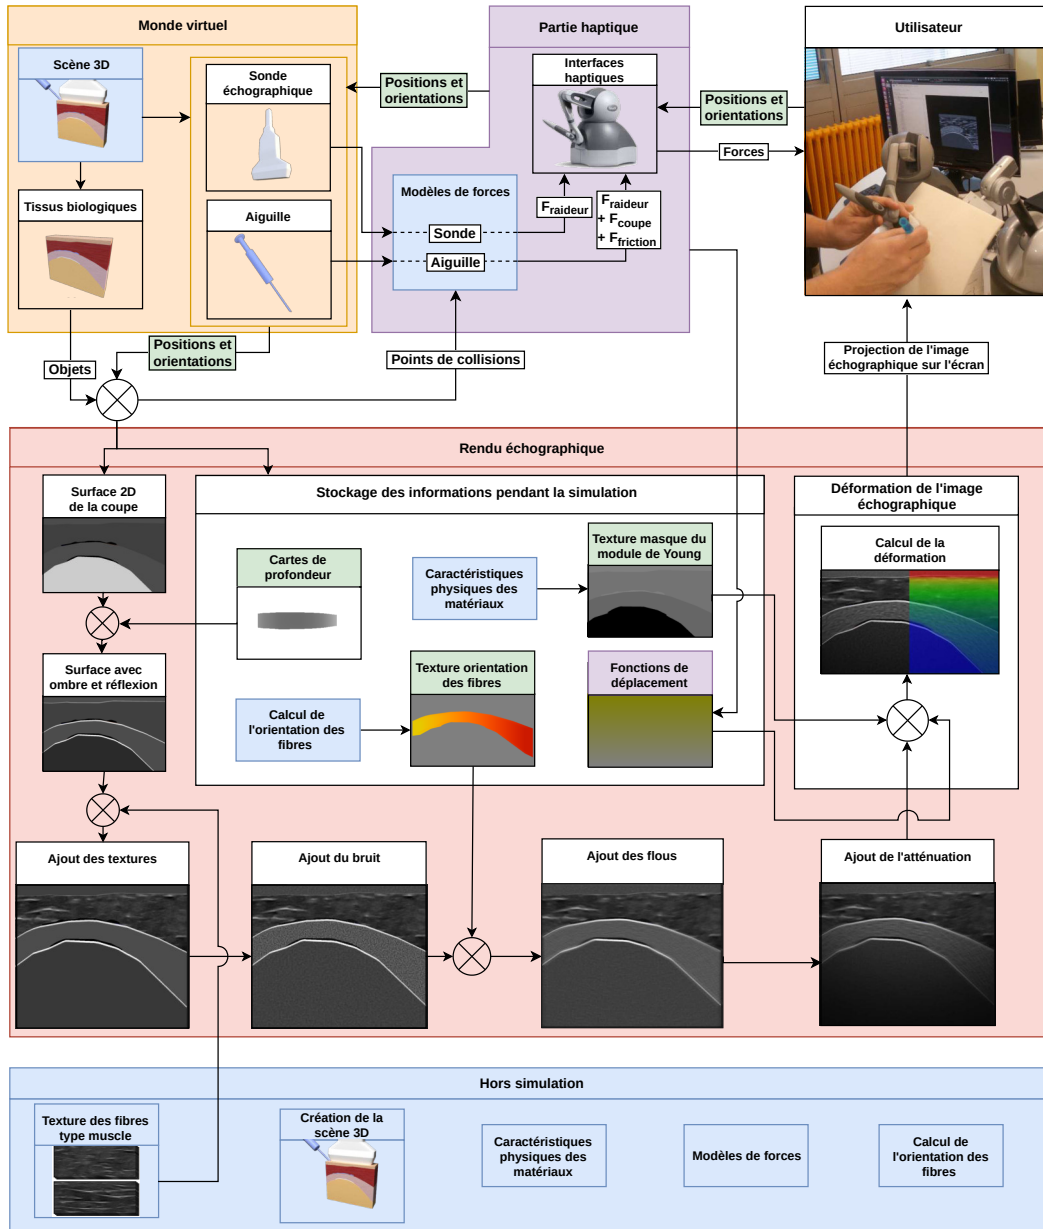 Monde virtuel
Scène 3D
Tissus biologiques
Sonde
échographique
Aiguille
Positions et
orientations
Partie haptique
Interfaces
haptiques
Modèles de forces
Sonde
Aiguille
Fraideur
Fraideur
+ Fcoupe
+ Ffriction
Positions et
orientations
Forces
Utilisateur
Positions et
orientations
Objets
Points de collisions
Projection de l'image
échographique sur l'écran
Rendu échographique
Surface 2D
de la coupe
Stockage des informations pendant la simulation
Cartes de
profondeur
Caractéristiques
physiques des
matériaux
Texture masque du
module de Young
Déformation de l'image
échographique
Calcul de la
déformation
Surface avec
ombre et réflexion
Calcul de
l'orientation des
fibres
Texture orientation
des fibres
Fonctions de
déplacement
Ajout des textures
Ajout du bruit
Ajout des flous
Ajout de l'atténuation
Hors simulation
Texture des fibres
type muscle
Création de la
scène 3D
Caractéristiques
physiques des
matériaux
Modèles de forces
Calcul de
l'orientation des
fibres